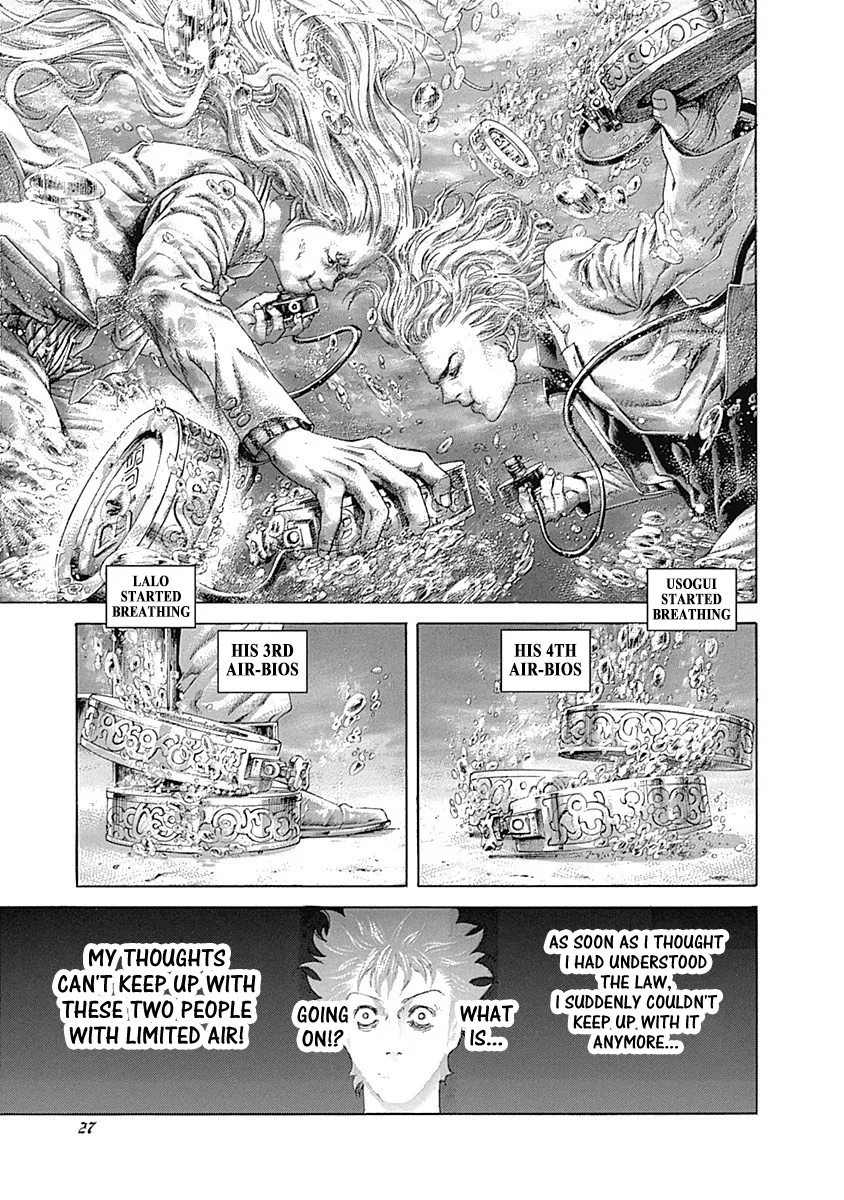 USOGUI
STARTED
BREATHING
HIS 4TH
AIR-BIOS
LALO
STARTED
BREATHING
HIS 3RD
AIR-BIOS
AS SOON AS I THOUGHT
I HAD UNDERSTOOD
THE LAW,
I SUDDENLY COULDN'T
KEEP UP WITH IT
ANYMORE...
WHAT
IS...
GOING
ON!?
MY THOUGHTS
CAN'T KEEP UP WITH
THESE TWO PEOPLE
WITH LIMITED AIR!
27